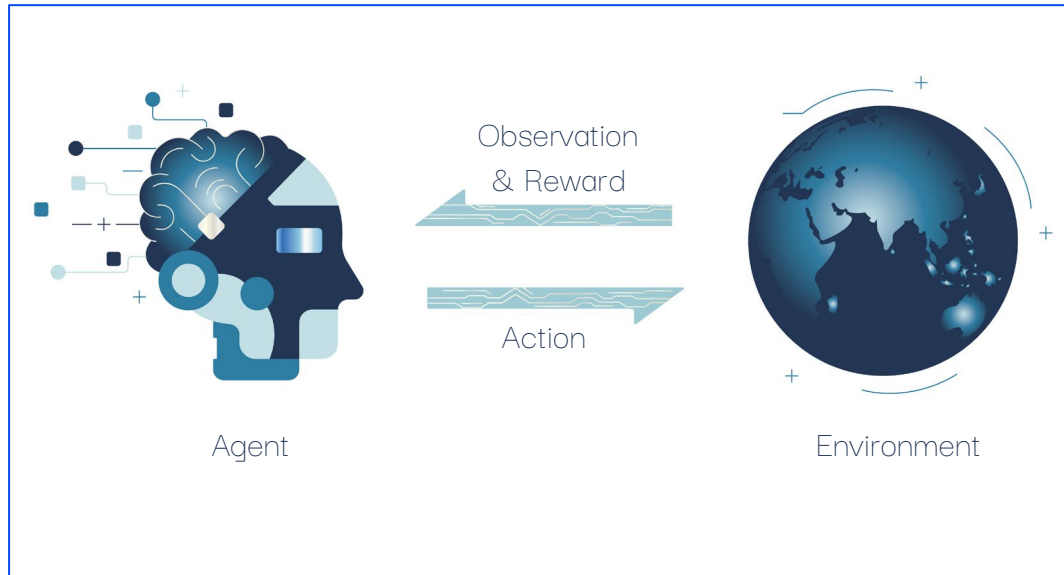 Observation
& Reward
Action
Agent
Environment